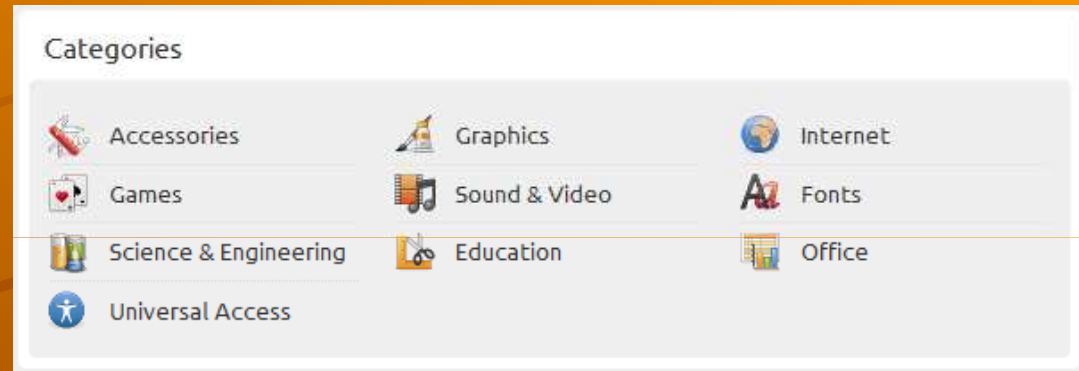 Categories
Accessories
Graphics
Internet
Games
Sound & Video
Fonts
Science & Engineering
Education
Office
Universal Access